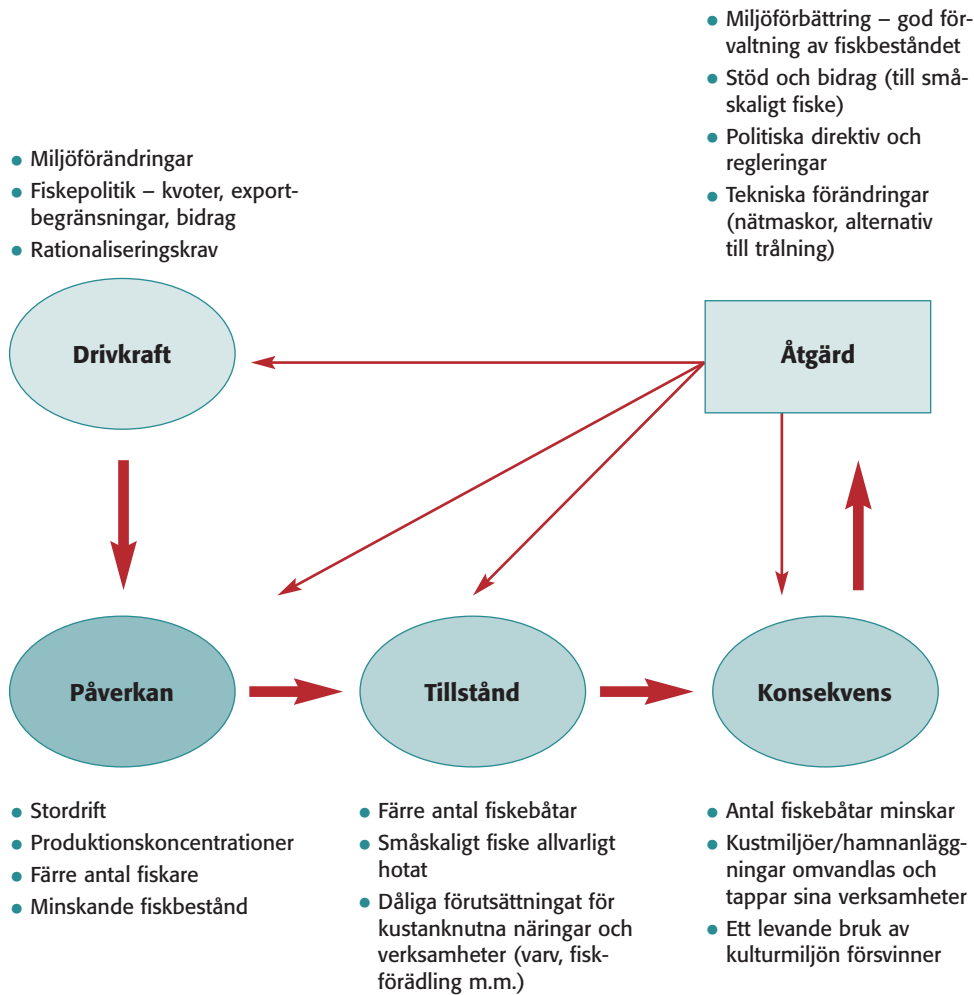 • Miljöförbättring – god för-
valtning av fiskbeståndet
• Stöd och bidrag (till små-
skaligt fiske)
• Politiska direktiv och
regleringar
• Tekniska förändringar
(nätmaskor, alternativ
till trålning)
• Miljöförändringar
• Fiskepolitik – kvoter, export-
begränsningar, bidrag
• Rationaliseringskrav
Drivkraft
Åtgärd
Påverkan
Tillstånd
Konsekvens
• Stordrift
• Produktionskoncentrationer
• Färre antal fiskare
• Minskande fiskbestånd
• Färre antal fiskebåtar
• Småskaligt fiske allvarligt
hotat
• Dåliga förutsättningat för
kustanknutna näringar och
verksamheter (varv, fisk-
förädling m.m.)
• Antal fiskebåtar minskar
• Kustmiljöer/hamnanlägg-
ningar omvandlas och
tappar sina verksamheter
• Ett levande bruk av
kulturmiljön försvinner